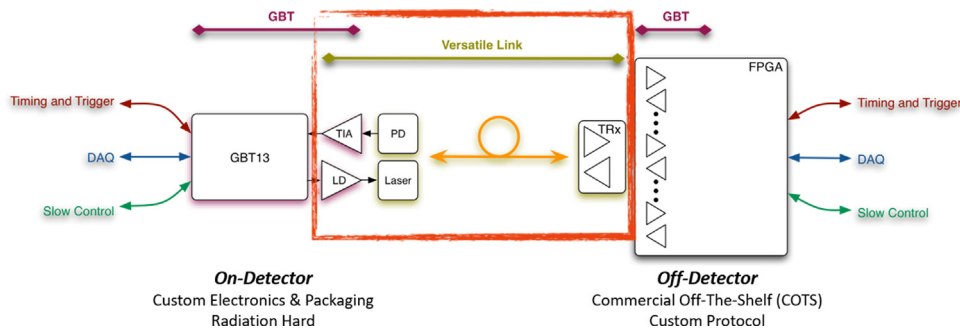 GBT
GBT
Versatile Link
FPGA
Timing and Trigger
DAQ
Slow Control
GBT13
TIA
PD
LD
Laser
TRx
Timing and Trigger
DAQ
Slow Control
On-Detector
Custom Electronics & Packaging
Radiation Hard
Off-Detector
Commercial Off-The-Shelf (COTS)
Custom Protocol